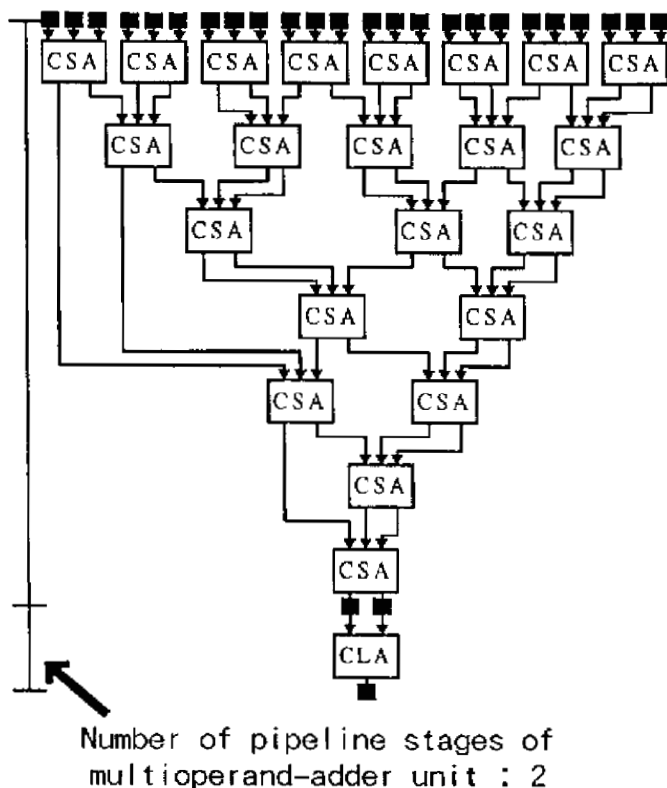 CSA CSA CSA CSA CSA CSA CSA CSA
CSA CSA CSA CSA CSA
CSA CSA CSA
CSA CSA
CSA CSA
CSA
CSA
CLA
Number of pipeline stages of
multioperand-adder unit : 2